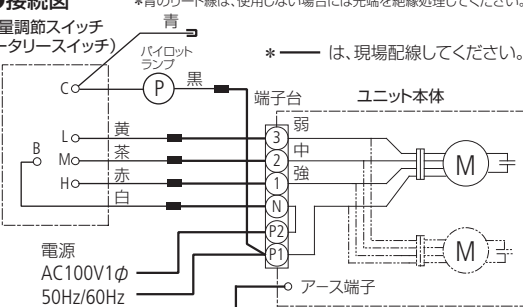 接続図
*青のリード線は、使用しない場合には先端を絶縁処理してください。
量調節スイッチ
ータリースイッチ)
青
パイロット
ランプ
* ━━ は、現場配線してください。
C
P
黒
端子台
ユニット本体
B
L
黄
3
弱
M
茶
2
中
M
H
赤
1
強
白
N
P2
電源
AC100V1φ
50Hz/60Hz
P1
M
アース端子